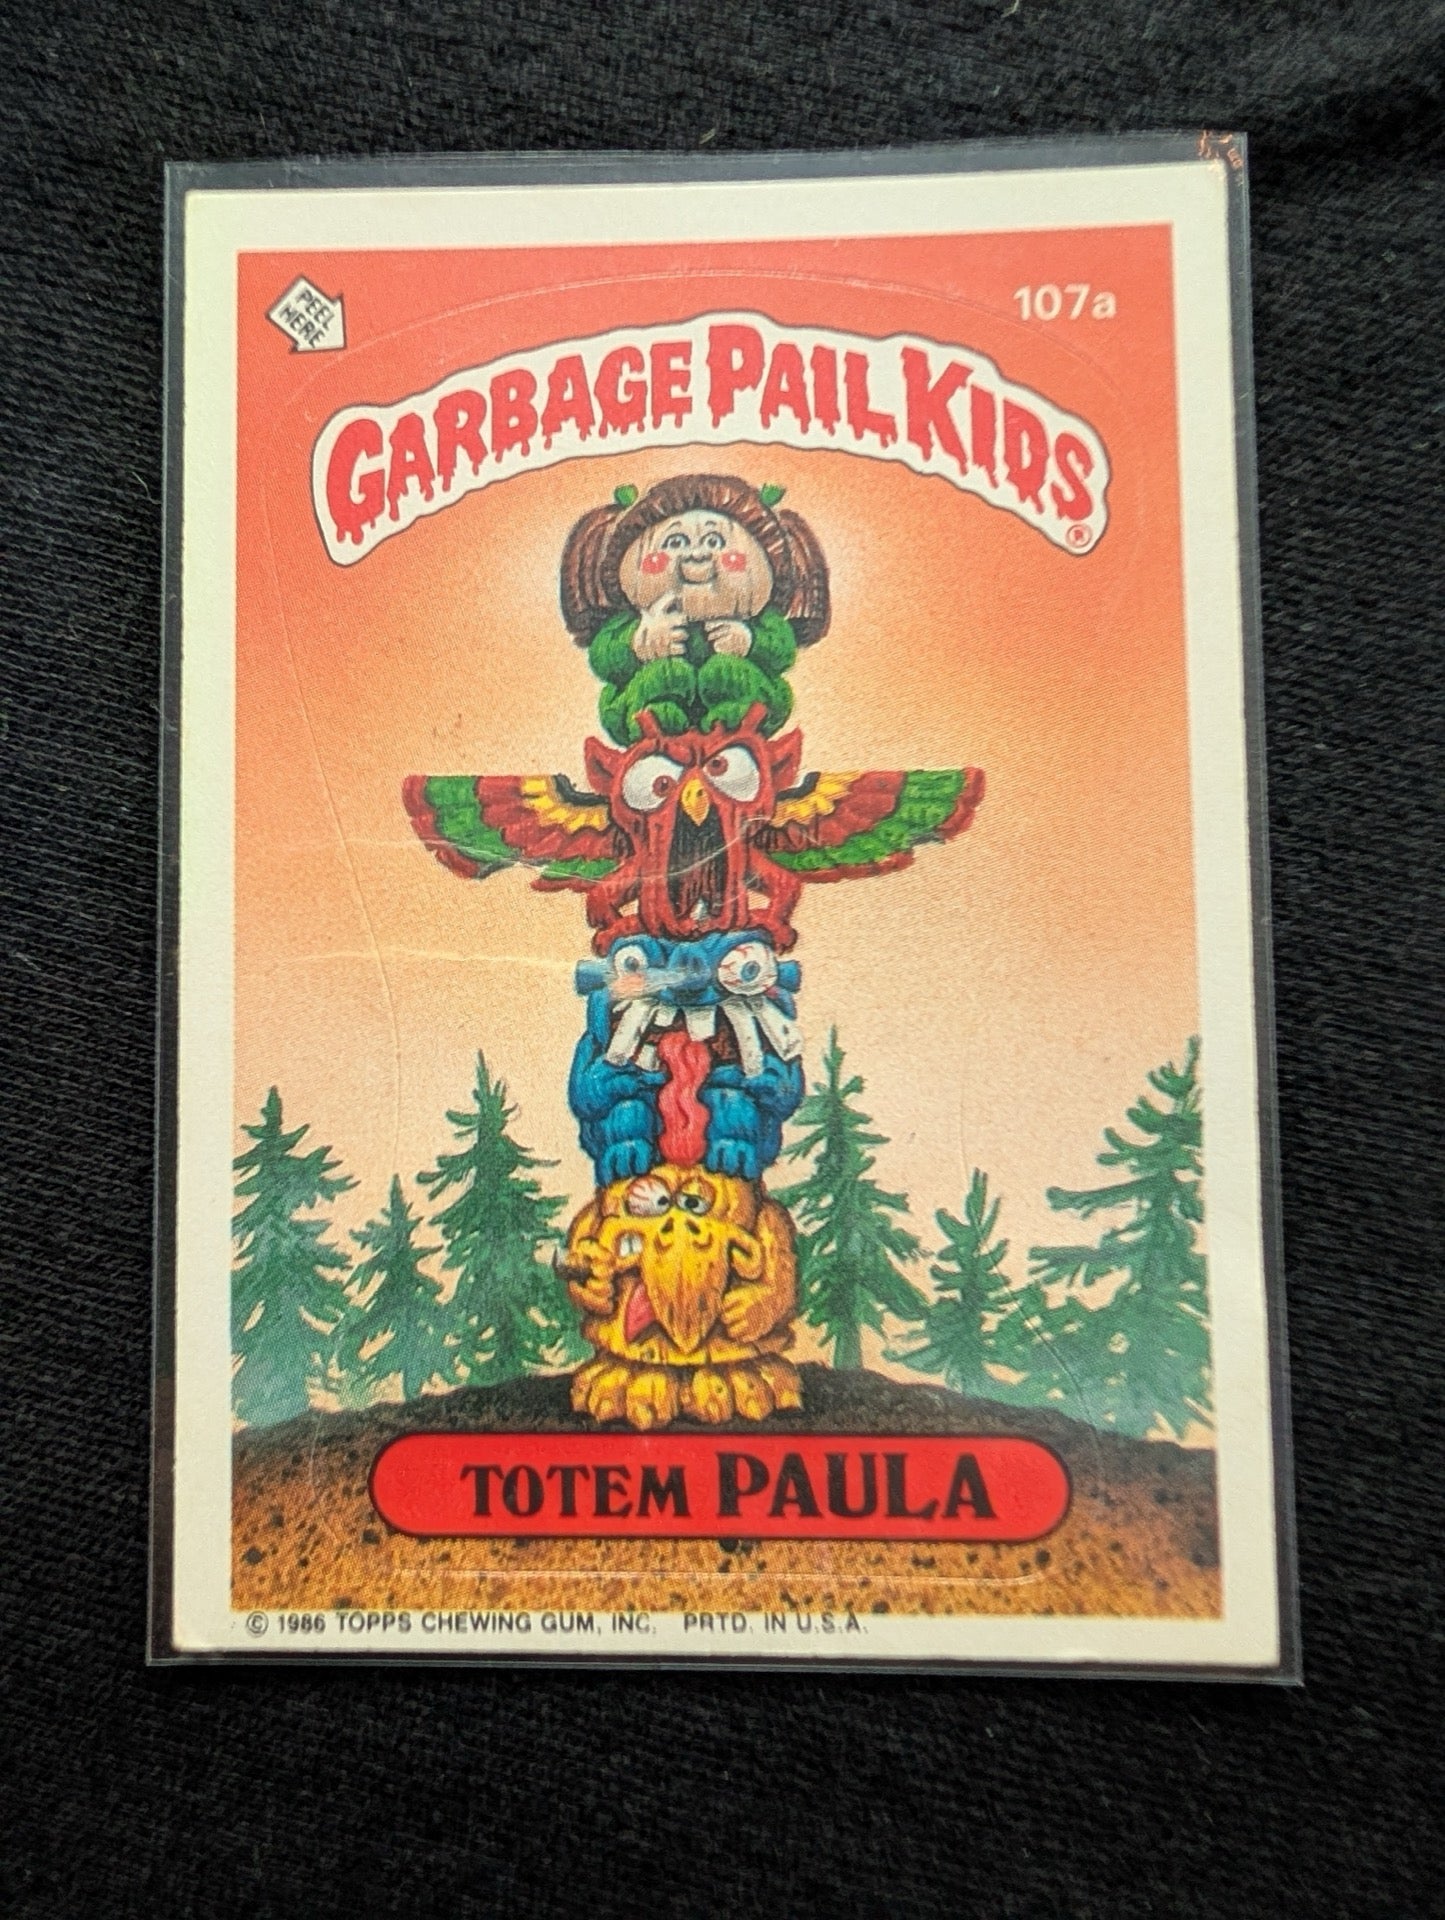 PEEL
HERE
107a
GARBAGE PAIL KIDS
®
TOTEM PAULA
© 1986 TOPPS CHEWING GUM, INC. PRTD. IN U.S.A.